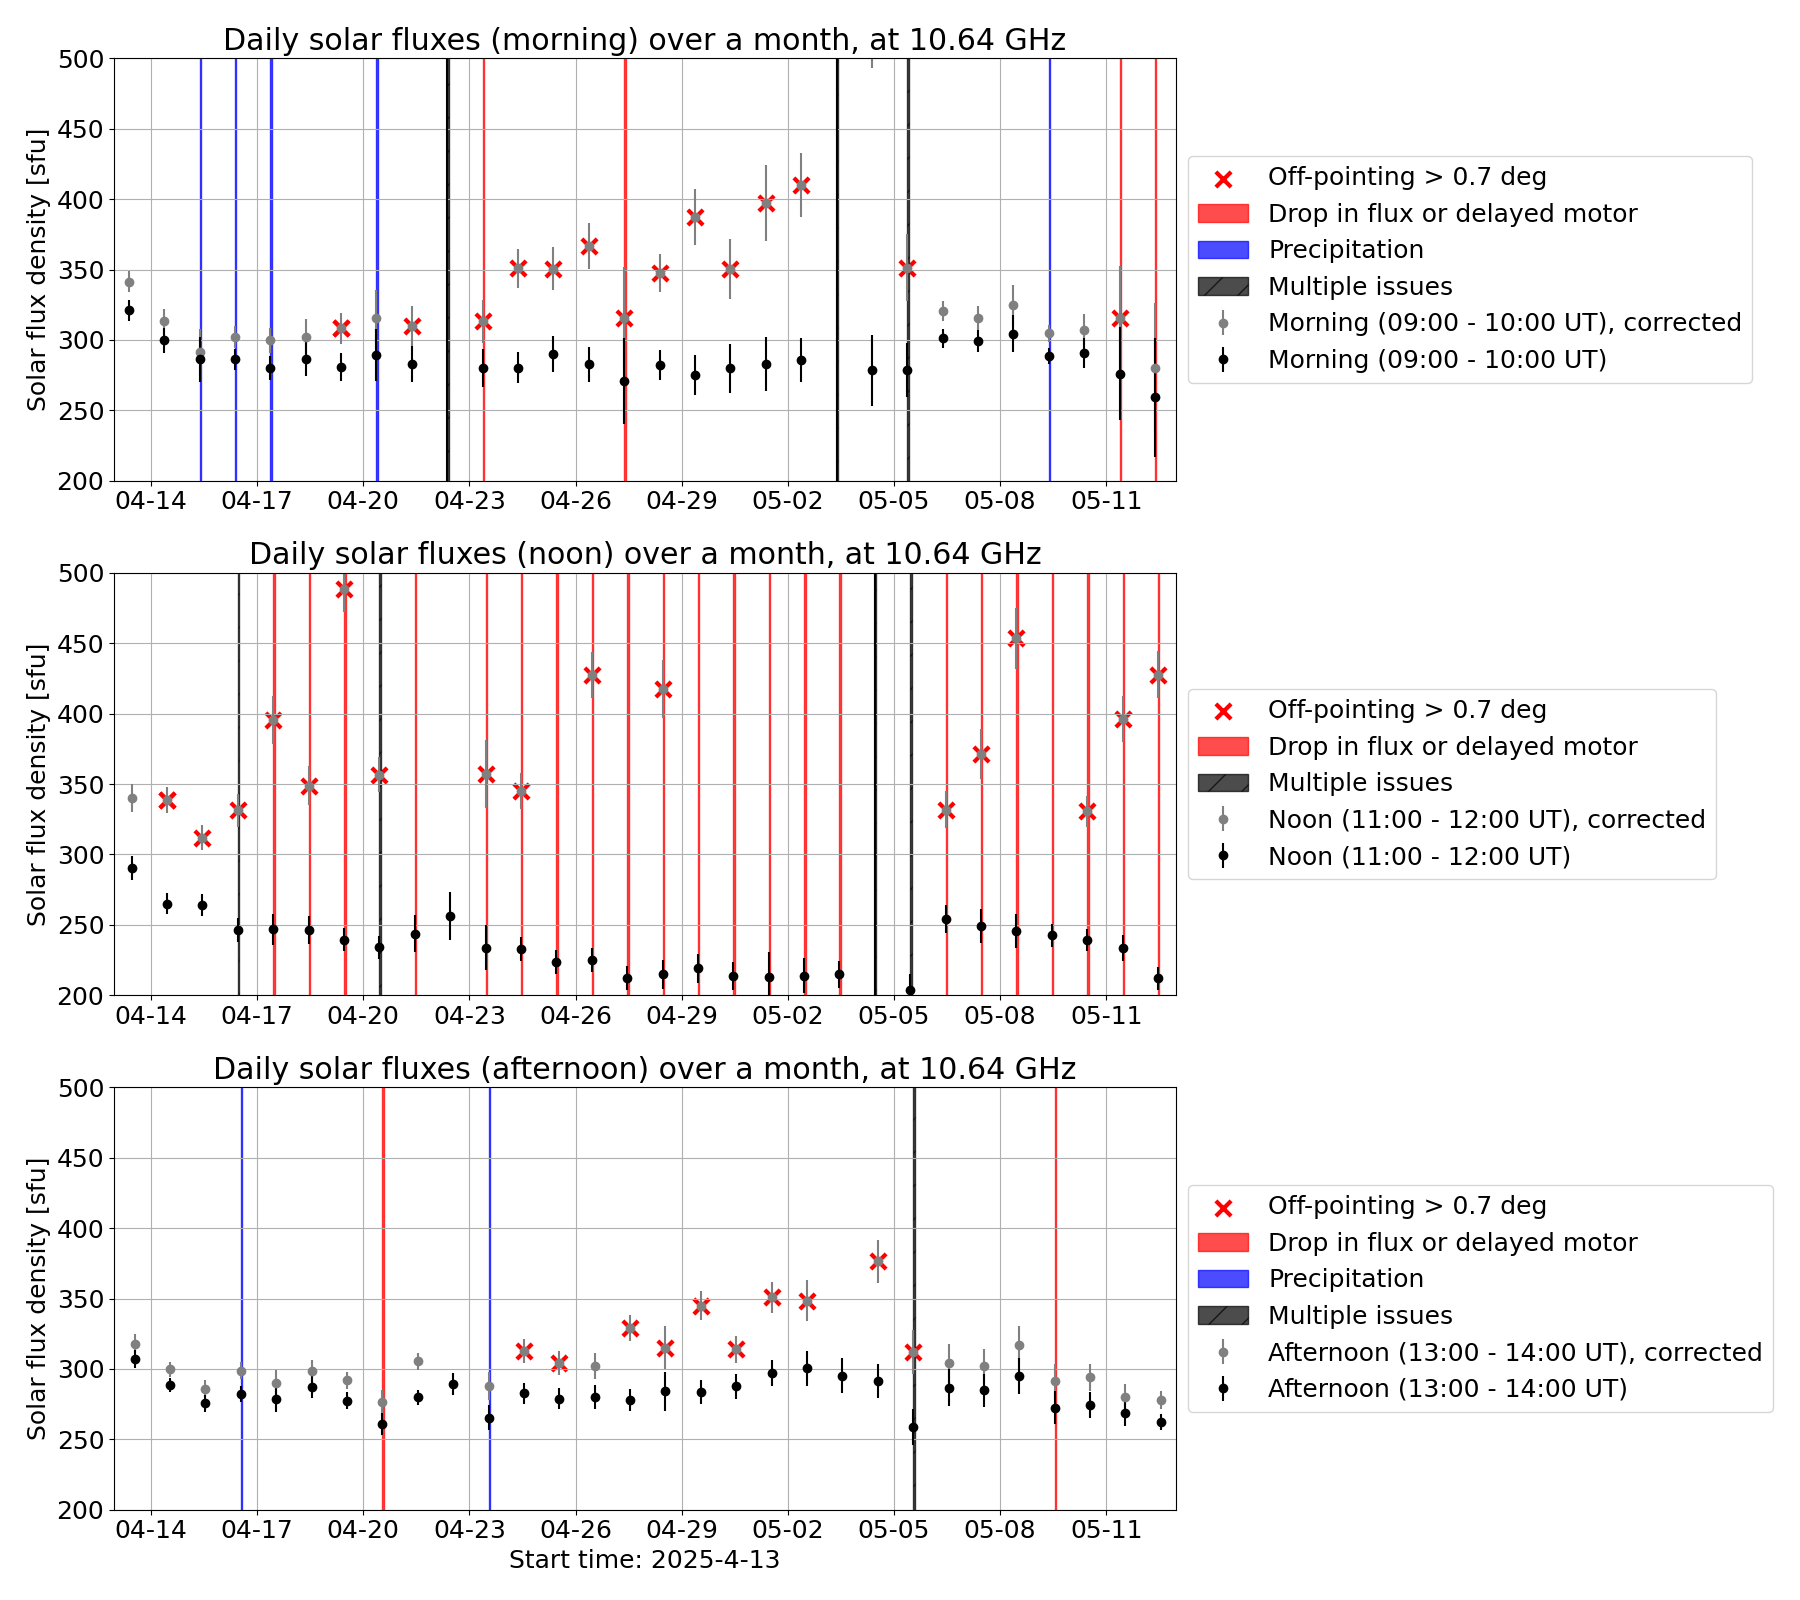 Daily solar fluxes (morning) over a month, at 10.64 GHz
Solar flux density [sfu]
500
450
400
350
300
250
200
04-14 04-17 04-20 04-23 04-26 04-29 05-02 05-05 05-08 05-11
Off-pointing > 0.7 deg
Drop in flux or delayed motor
Precipitation
Multiple issues
Morning (09:00 - 10:00 UT), corrected
Morning (09:00 - 10:00 UT)
Daily solar fluxes (noon) over a month, at 10.64 GHz
Solar flux density [sfu]
500
450
400
350
300
250
200
04-14 04-17 04-20 04-23 04-26 04-29 05-02 05-05 05-08 05-11
Off-pointing > 0.7 deg
Drop in flux or delayed motor
Multiple issues
Noon (11:00 - 12:00 UT), corrected
Noon (11:00 - 12:00 UT)
Daily solar fluxes (afternoon) over a month, at 10.64 GHz
Solar flux density [sfu]
500
450
400
350
300
250
200
04-14 04-17 04-20 04-23 04-26 04-29 05-02 05-05 05-08 05-11
Start time: 2025-4-13
Off-pointing > 0.7 deg
Drop in flux or delayed motor
Precipitation
Multiple issues
Afternoon (13:00 - 14:00 UT), corrected
Afternoon (13:00 - 14:00 UT)